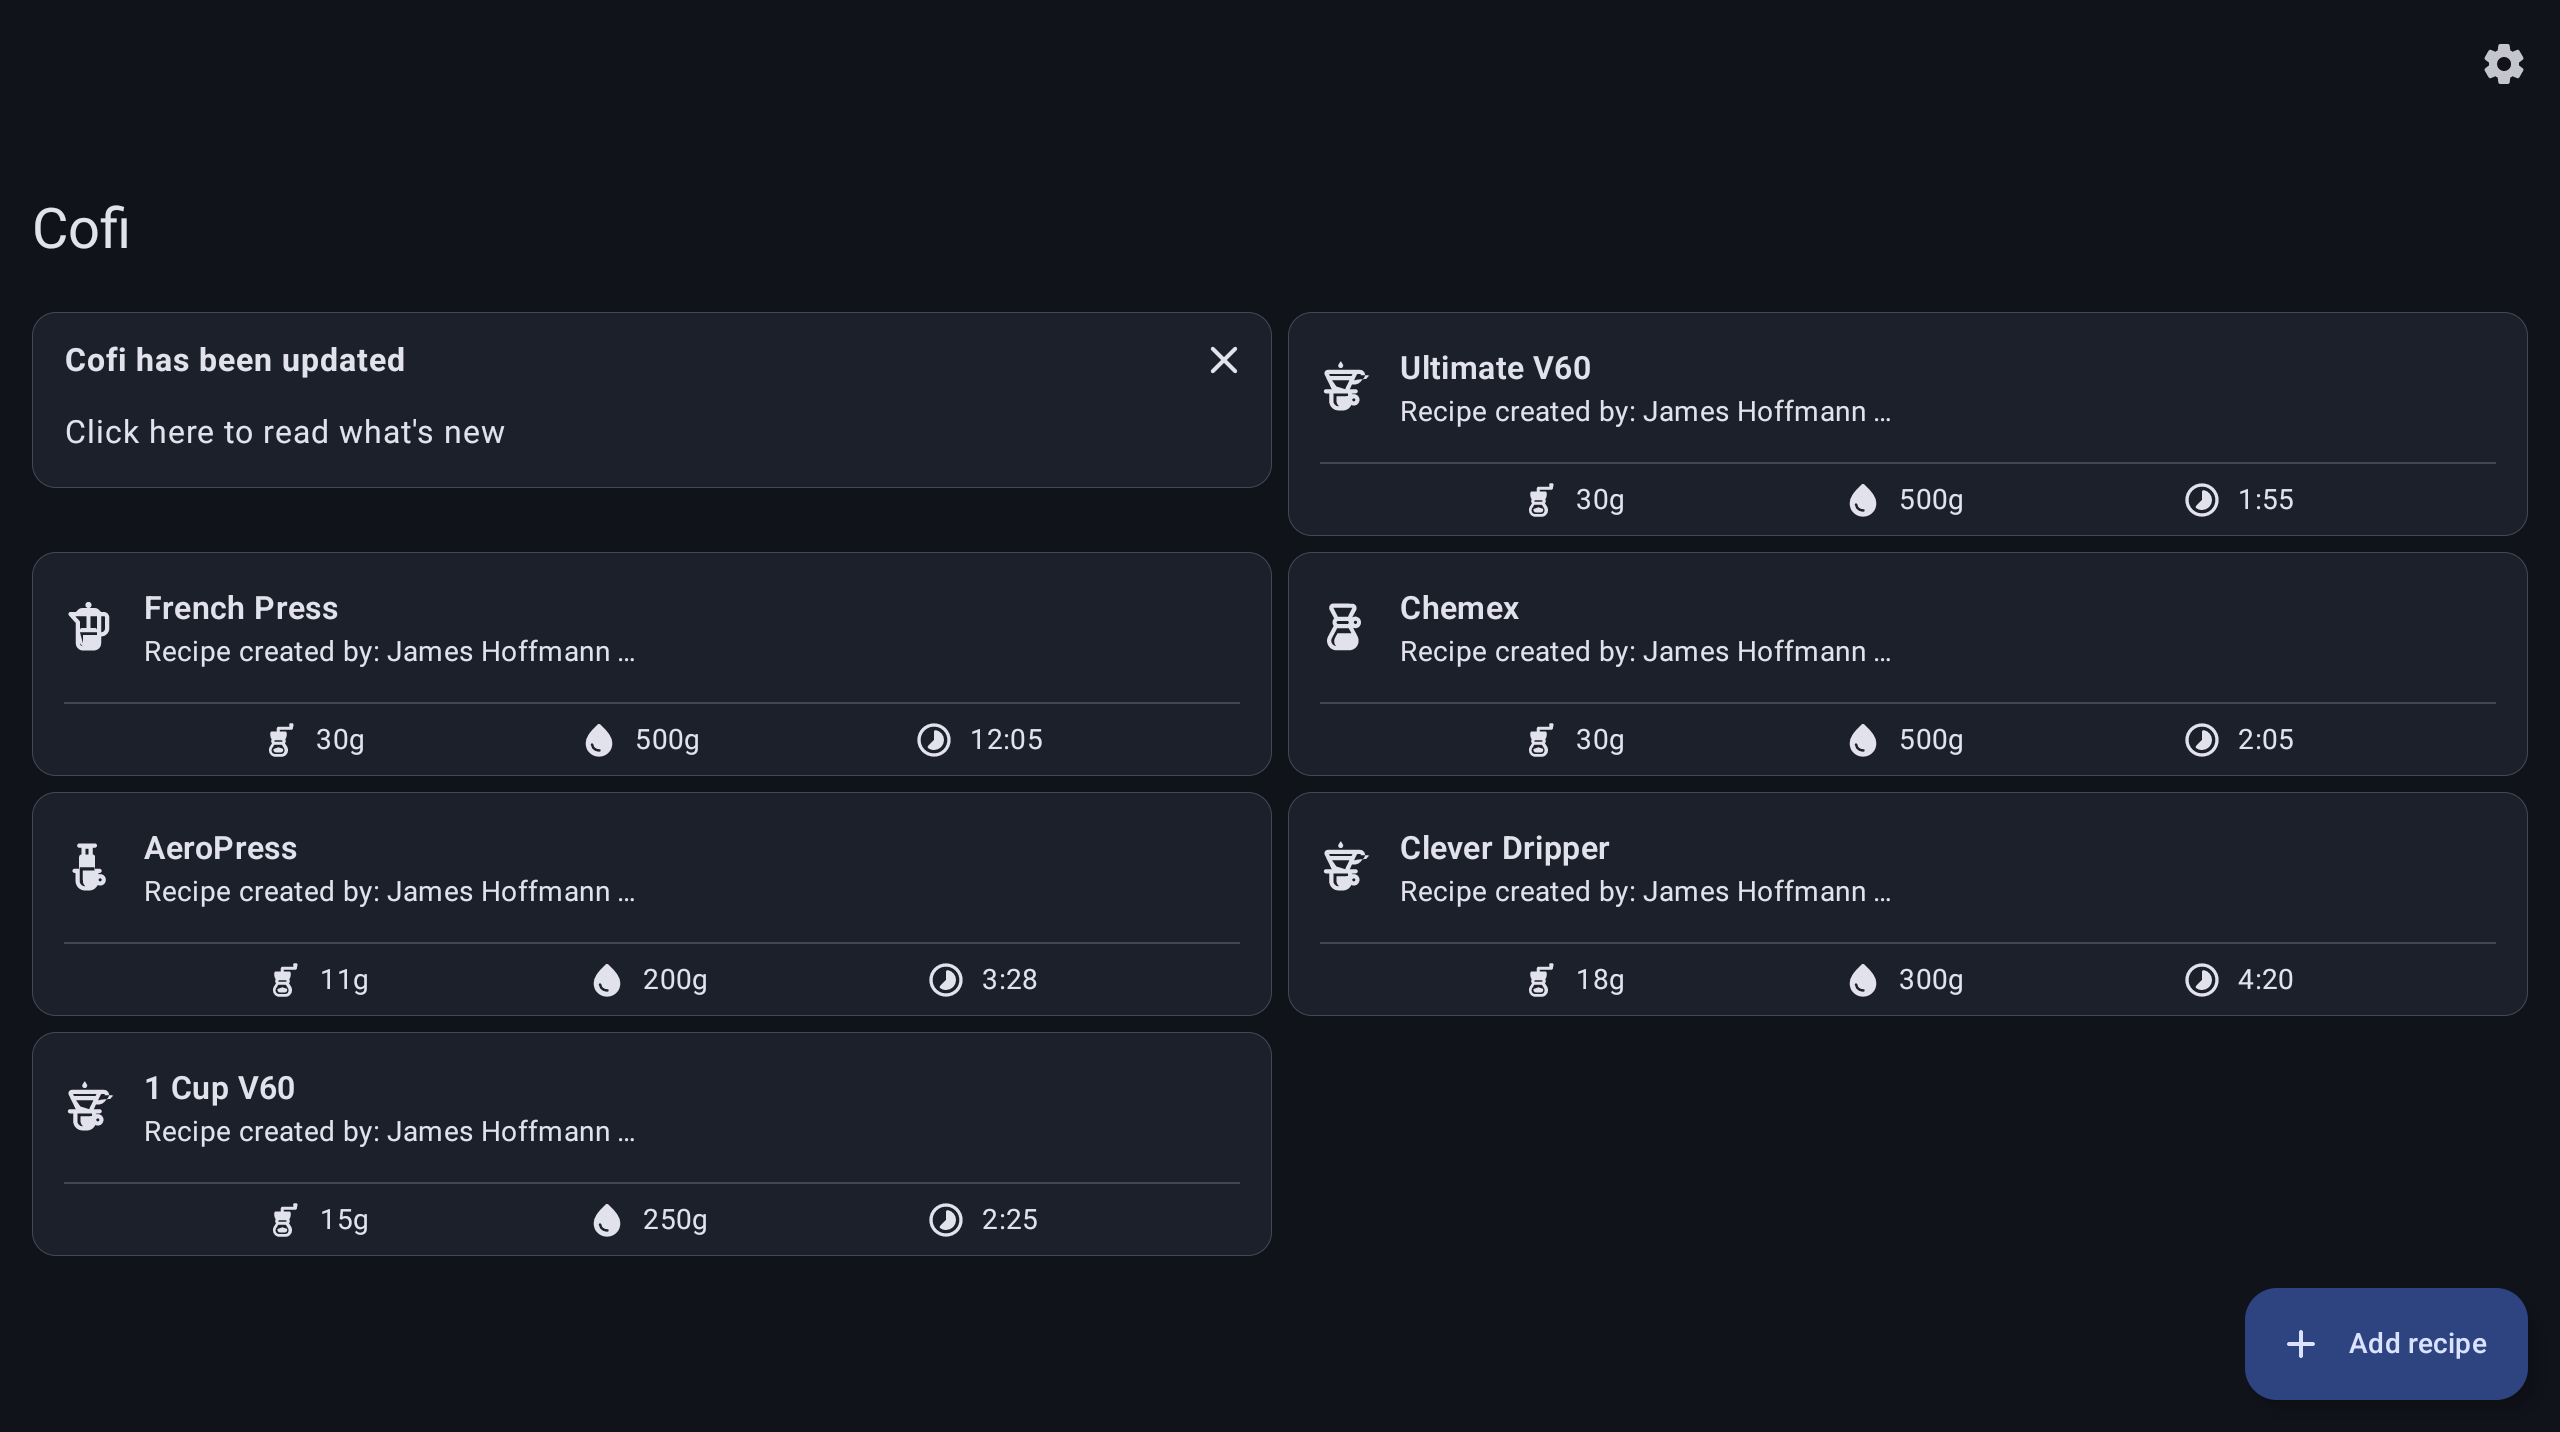 Cofi
Cofi has been updated
Click here to read what's new
Ultimate V60
Recipe created by: James Hoffmann ...
30g 500g 1:55
French Press
Recipe created by: James Hoffmann ...
30g 500g 12:05
Chemex
Recipe created by: James Hoffmann ...
30g 500g 2:05
AeroPress
Recipe created by: James Hoffmann ...
11g 200g 3:28
Clever Dripper
Recipe created by: James Hoffmann ...
18g 300g 4:20
1 Cup V60
Recipe created by: James Hoffmann ...
15g 250g 2:25
Add recipe